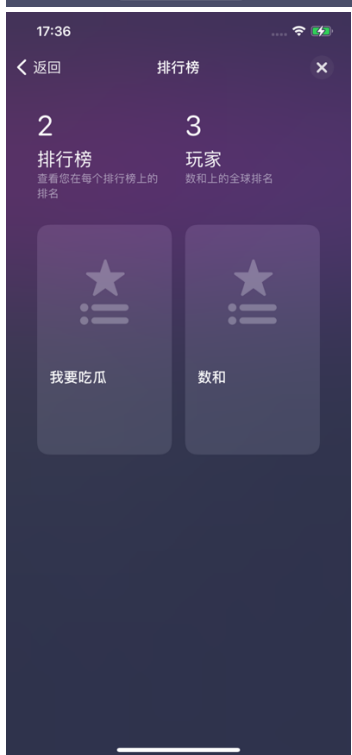 17:36
返回
排行榜
2
3
排行榜
玩家
查看您在每个排行榜上的
排名
数和上的全球排名
我要吃瓜
数和